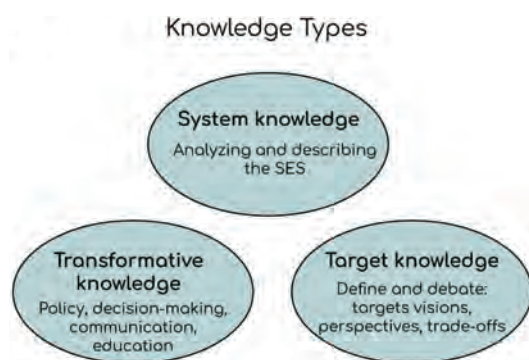 Knowledge Types
System knowledge
Analyzing and describing
the SES
Transformative
knowledge
Policy, decision-making,
communication,
education
Target knowledge
Define and debate:
targets visions,
perspectives, trade-offs